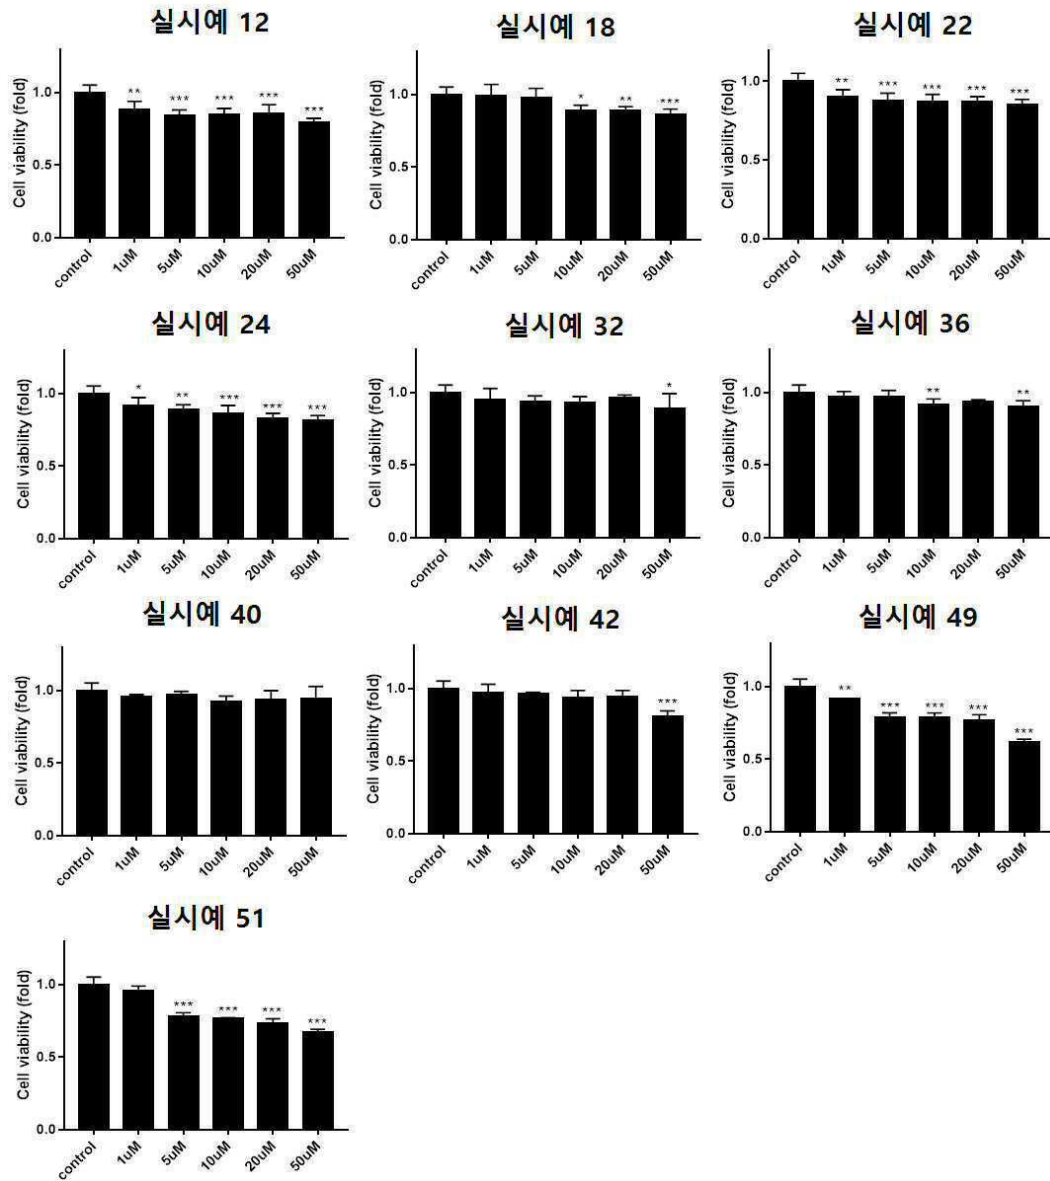 실시예 12
Cell viability (fold)
1.0
0.5
0.0
**
***
***
***
***
control
1uM
5uM
10uM
20uM
50uM
실시예 18
Cell viability (fold)
1.0
0.5
0.0
*
**
***
control
1uM
5uM
10uM
20uM
50uM
실시예 22
Cell viability (fold)
1.0
0.5
0.0
**
***
***
***
***
control
1uM
5uM
10uM
20uM
50uM
실시예 24
Cell viability (fold)
1.0
0.5
0.0
*
**
***
***
***
control
1uM
5uM
10uM
20uM
50uM
실시예 32
Cell viability (fold)
1.0
0.5
0.0
*
control
1uM
5uM
10uM
20uM
50uM
실시예 36
Cell viability (fold)
1.0
0.5
0.0
**
**
control
1uM
5uM
10uM
20uM
50uM
실시예 40
Cell viability (fold)
1.0
0.5
0.0
control
1uM
5uM
10uM
20uM
50uM
실시예 42
Cell viability (fold)
1.0
0.5
0.0
***
control
1uM
5uM
10uM
20uM
50uM
실시예 49
Cell viability (fold)
1.0
0.5
0.0
**
***
***
***
***
control
1uM
5uM
10uM
20uM
50uM
실시예 51
Cell viability (fold)
1.0
0.5
0.0
***
***
***
***
control
1uM
5uM
10uM
20uM
50uM